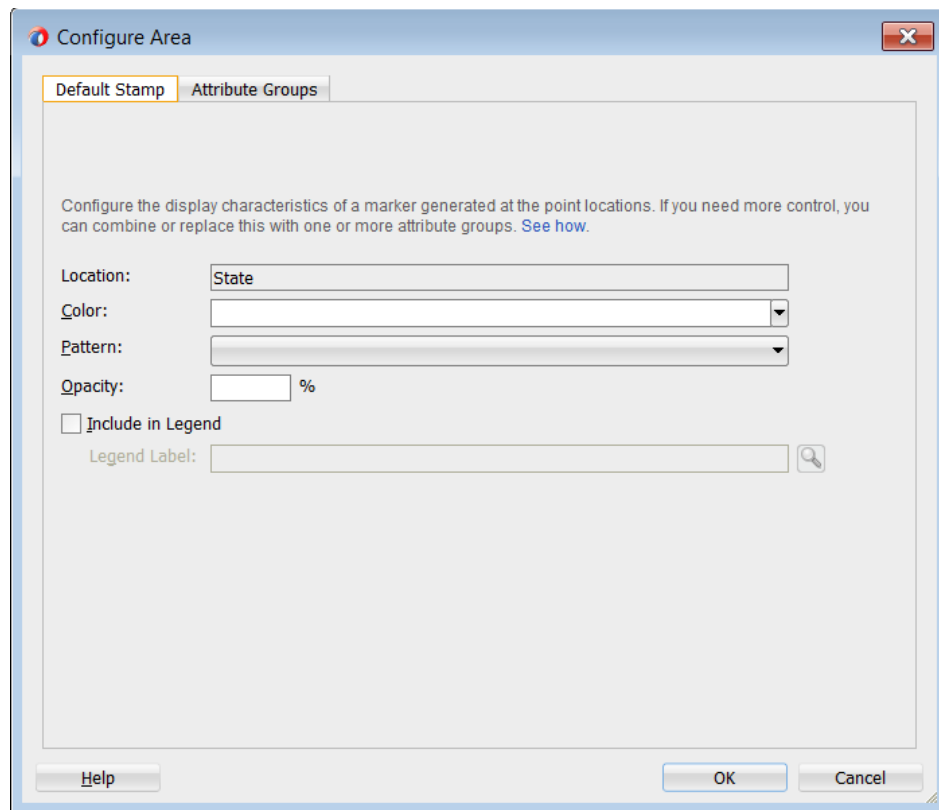 Configure Area
Default Stamp Attribute Groups
Configure the display characteristics of a marker generated at the point locations. If you need more control, you
can combine or replace this with one or more attribute groups. See how.
Location: State
Color:
Pattern:
Opacity: %
Include in Legend
Legend Label:
Help OK Cancel